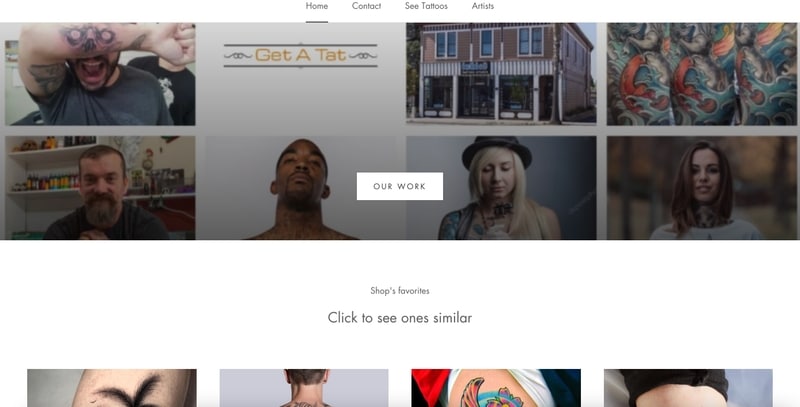 Home Contact See Tattoos Artists
Get A Tat
OUR WORK
Shop's favorites
Click to see ones similar